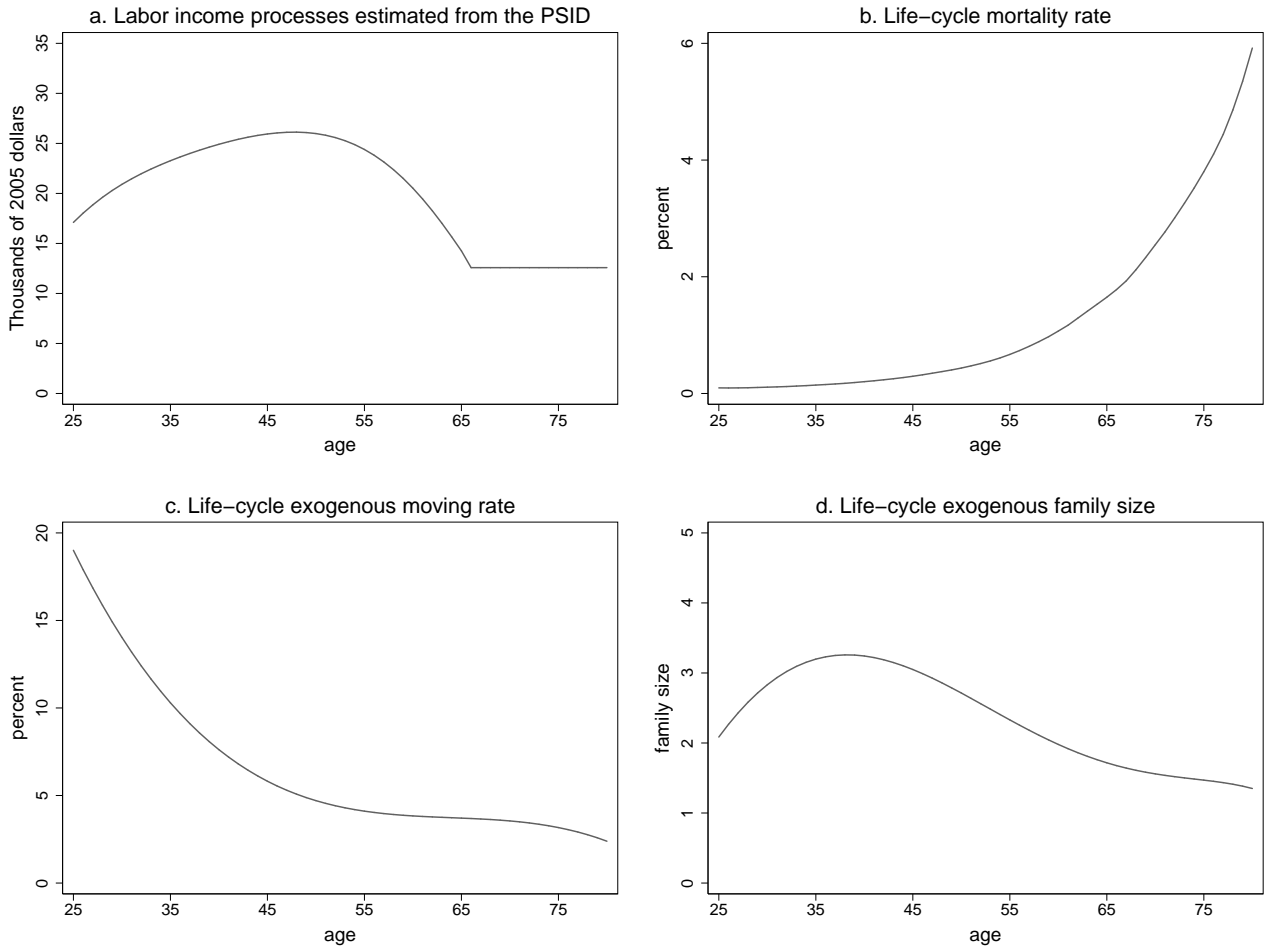 a. Labor income processes estimated from the PSID
Thousands of 2005 dollars
35
30
25
20
15
10
5
0
25 35 45 55 65 75
age
b. Life−cycle mortality rate
percent
6
4
2
0
25 35 45 55 65 75
age
c. Life−cycle exogenous moving rate
percent
20
15
10
5
0
25 35 45 55 65 75
age
d. Life−cycle exogenous family size
family size
5
4
3
2
1
0
25 35 45 55 65 75
age